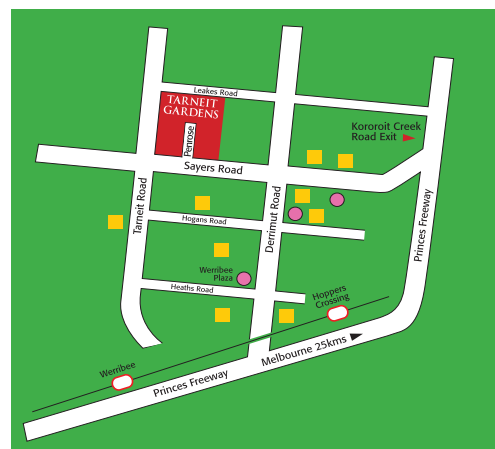 Leakes Road
TARNEIT
GARDENS
Penrose
Kororoit Creek
Road Exit
Sayers Road
Tarneit Road
Derrimut Road
Princes Freeway
Hogans Road
Werribee
Plaza
Heaths Road
Hoppers
Crossing
Melbourne 25kms
Werribee
Princes Freeway